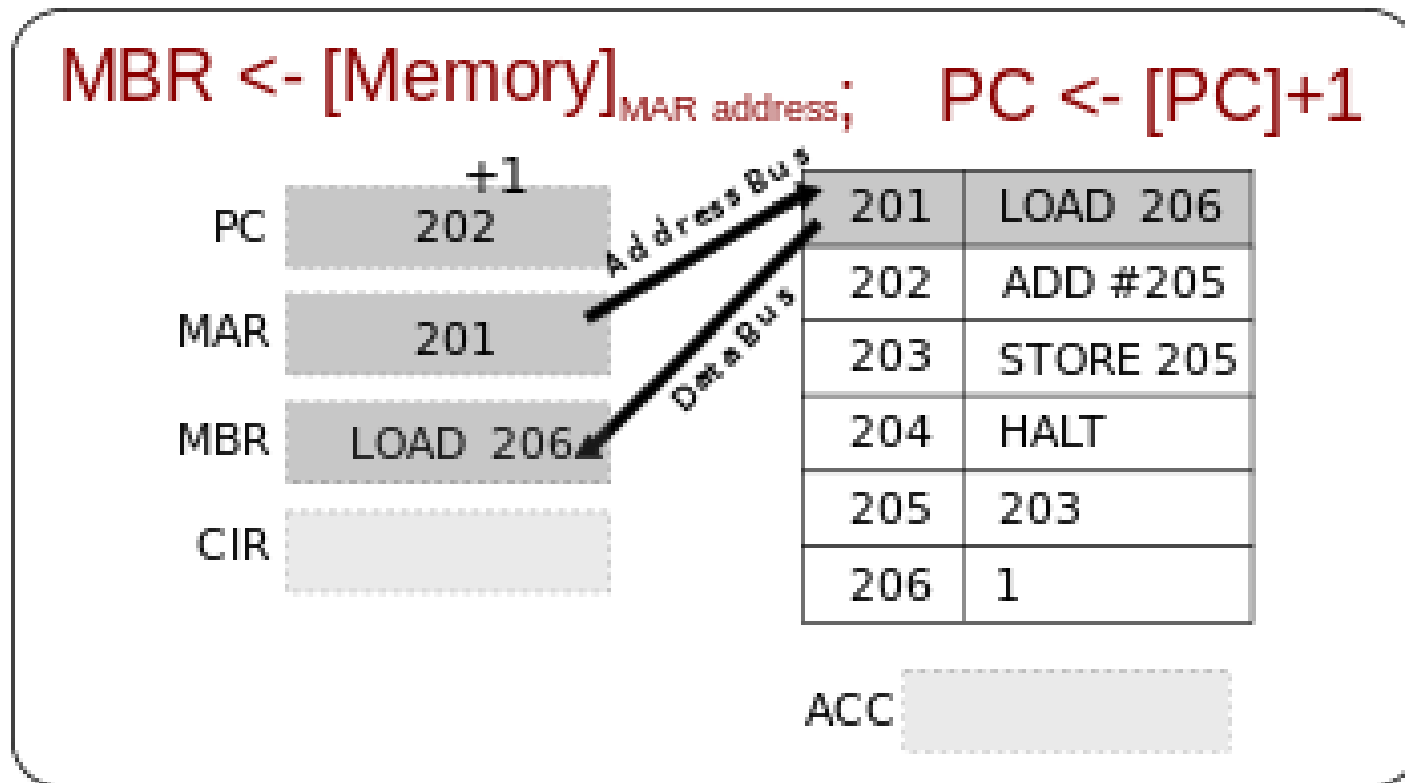 MBR <- [Memory]MAR address; PC <- [PC]+1
+1
PC 202
MAR 201
MBR LOAD 206
CIR
Address Bus
Data Bus
201 LOAD 206
202 ADD #205
203 STORE 205
204 HALT
205 203
206 1
ACC